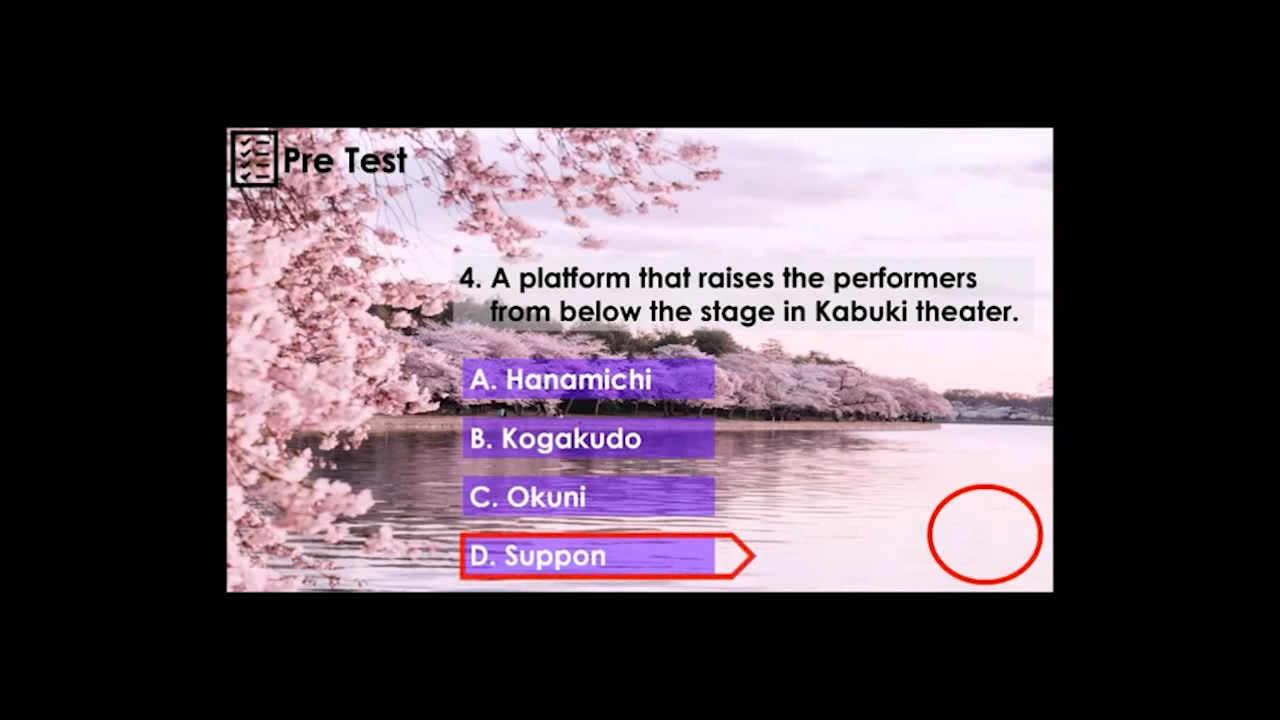 Pre Test
4. A platform that raises the performers
from below the stage in Kabuki theater.
A. Hanamichi
B. Kogakudo
C. Okuni
D. Suppon